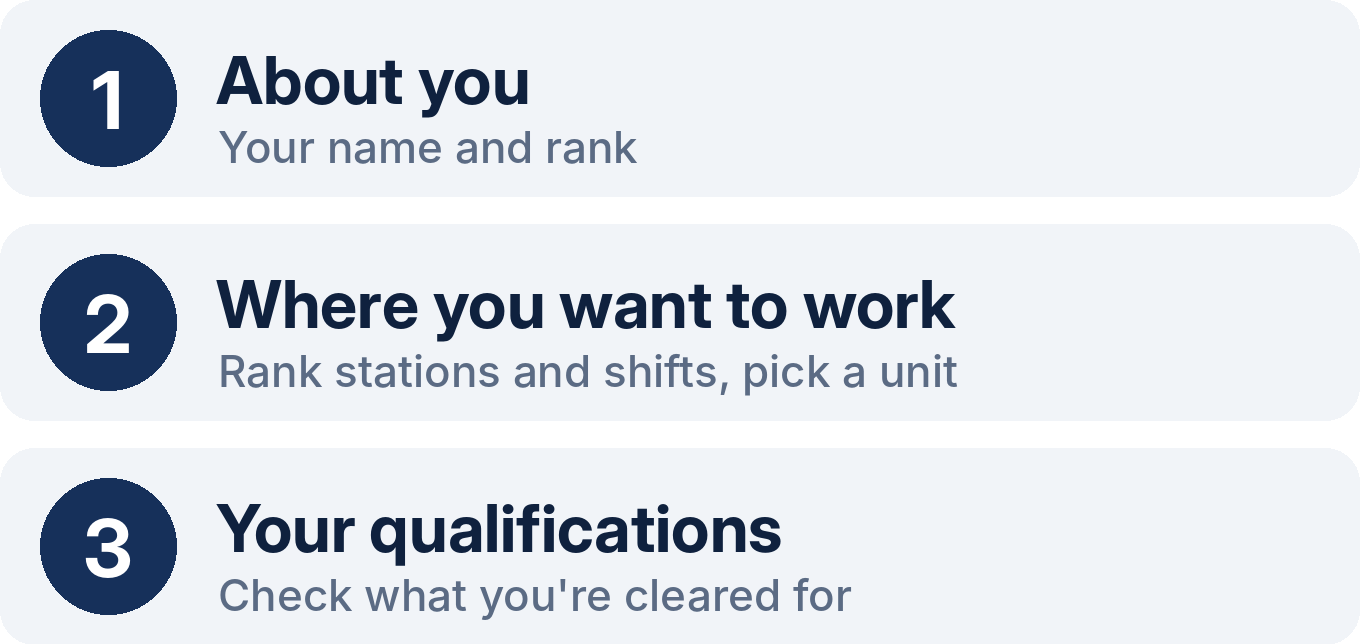 1
About you
Your name and rank
2
Where you want to work
Rank stations and shifts, pick a unit
3
Your qualifications
Check what you're cleared for